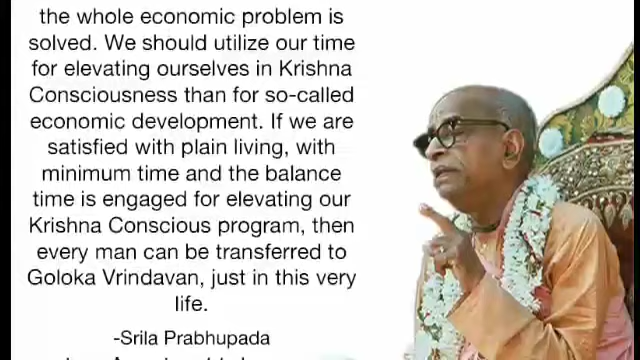 the whole economic problem is
solved. We should utilize our time
for elevating ourselves in Krishna
Consciousness than for so-called
economic development. If we are
satisfied with plain living, with
minimum time and the balance
time is engaged for elevating our
Krishna Conscious program, then
every man can be transferred to
Goloka Vrindavan, just in this very
life.
-Srila Prabhupada